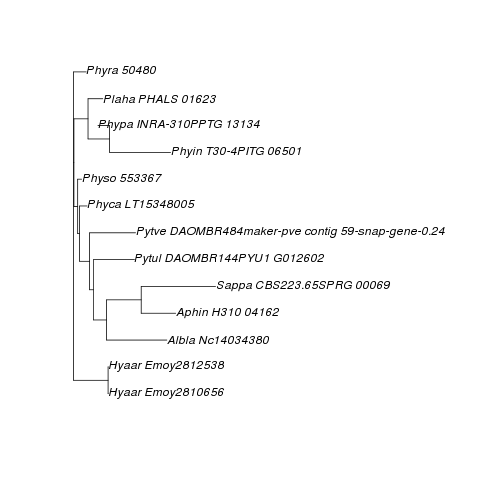 Phyra 50480
Plaha PHALS 01623
Phypa INRA-310PPTG 13134
Phyin T30-4PITG 06501
Physo 553367
Phyca LT15348005
Pytve DAOMBR484maker-pve contig 59-snap-gene-0.24
Pytul DAOMBR144PYU1 G012602
Sappa CBS223.65SPRG 00069
Aphin H310 04162
Albla Nc14034380
Hyaar Emoy2812538
Hyaar Emoy2810656